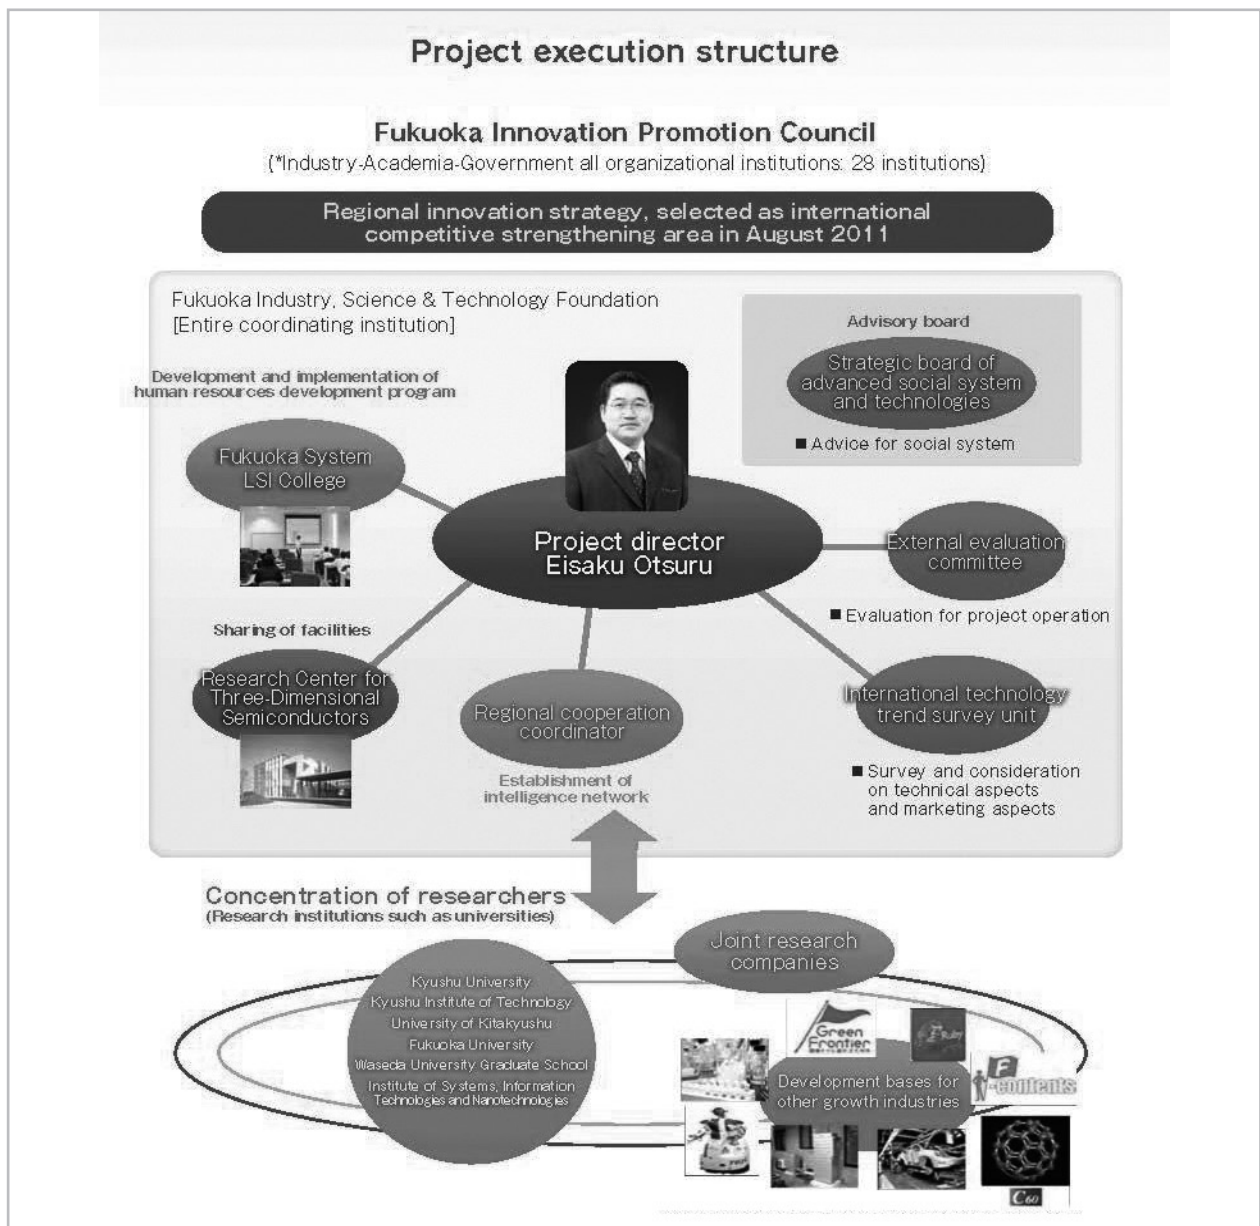 Project execution structure
Fukuoka Innovation Promotion Council
(*Industry-Academia-Government all organizational institutions: 28 institutions)
Regional innovation strategy, selected as international
competitive strengthening area in August 2011
Fukuoka Industry, Science & Technology Foundation
[Entire coordinating institution]
Advisory board
Strategic board of
advanced social system
and technologies
■ Advice for social system
Development and implementation of
human resources development program
Fukuoka System
LSI College
Project director
Eisaku Otsuru
External evaluation
committee
■ Evaluation for project operation
Sharing of facilities
Research Center for
Three-Dimensional
Semiconductors
Regional cooperation
coordinator
Establishment of
intelligence network
International technology
trend survey unit
■ Survey and consideration
on technical aspects
and marketing aspects
Concentration of researchers
(Research institutions such as universities)
Kyushu University
Kyushu Institute of Technology
University of Kitakyushu
Fukuoka University
Waseda University Graduate School
Institute of Systems, Information
Technologies and Nanotechnologies
Joint research
companies
Green
Frontier
F
-contents
Development bases for
other growth industries
C60